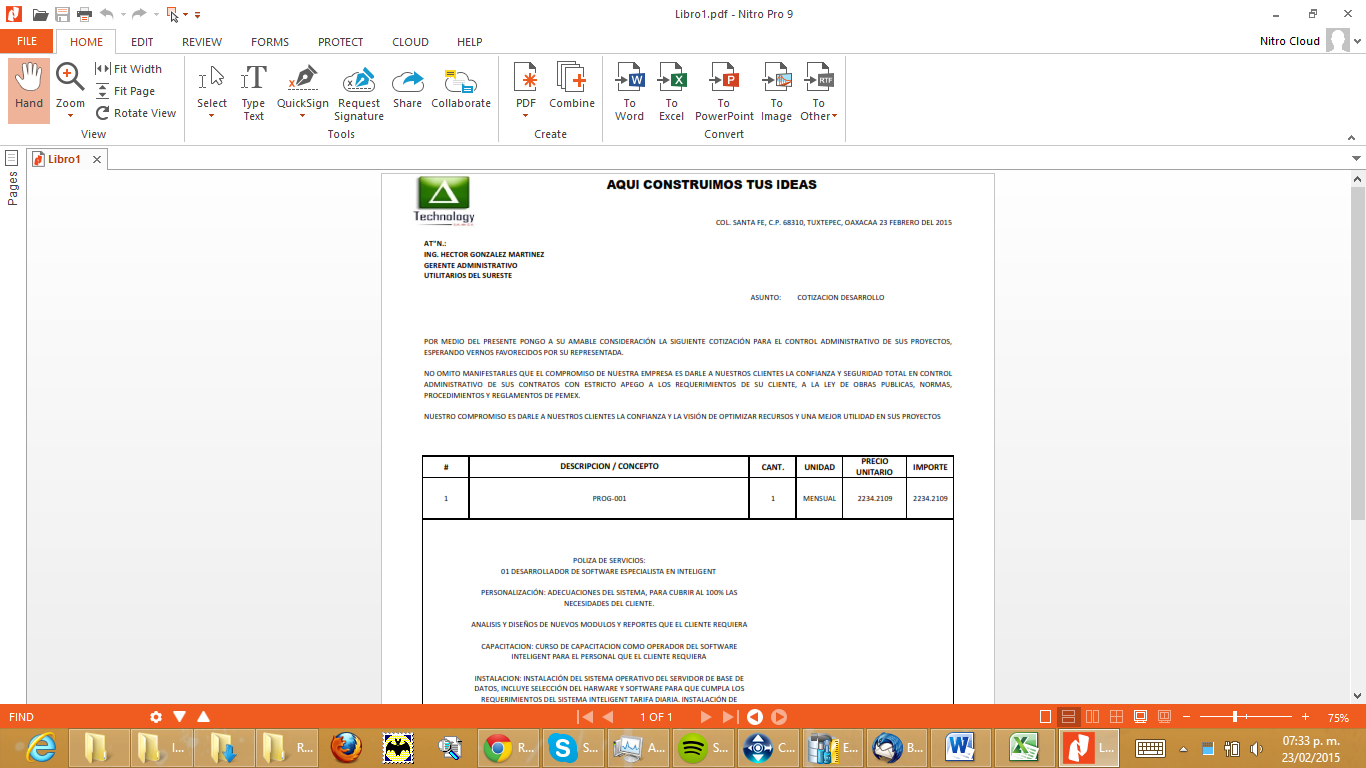 Libro1.pdf - Nitro Pro 9
FILE HOME EDIT REVIEW FORMS PROTECT CLOUD HELP
Nitro Cloud
Hand
Zoom
Fit Width
Fit Page
Rotate View
View
Select
Type Text
QuickSign
Request Signature
Share
Collaborate
Tools
PDF
Combine
Create
To Word
To Excel
To PowerPoint
To Image
To Other
Convert
Pages
Libro1
Technology
AQUI CONSTRUIMOS TUS IDEAS
COL. SANTA FE, C.P. 68310, TUXTEPEC, OAXACAA 23 FEBRERO DEL 2015
AT'N.:
ING. HECTOR GONZALEZ MARTINEZ
GERENTE ADMINISTRATIVO
UTILITARIOS DEL SURESTE
ASUNTO: COTIZACION DESARROLLO
POR MEDIO DEL PRESENTE PONGO A SU AMABLE CONSIDERACIÓN LA SIGUIENTE COTIZACIÓN PARA EL CONTROL ADMINISTRATIVO DE SUS PROYECTOS,
ESPERANDO VERNOS FAVORECIDOS POR SU REPRESENTADA.
NO OMITO MANIFESTARLES QUE EL COMPROMISO DE NUESTRA EMPRESA ES DARLE A NUESTROS CLIENTES LA CONFIANZA Y SEGURIDAD TOTAL EN CONTROL
ADMINISTRATIVO DE SUS CONTRATOS CON ESTRICTO APEGO A LOS REQUERIMIENTOS DE SU CLIENTE, A LA LEY DE OBRAS PUBLICAS, NORMAS,
PROCEDIMIENTOS Y REGLAMENTOS DE PEMEX.
NUESTRO COMPROMISO ES DARLE A NUESTROS CLIENTES LA CONFIANZA Y LA VISIÓN DE OPTIMIZAR RECURSOS Y UNA MEJOR UTILIDAD EN SUS PROYECTOS
# DESCRIPCION / CONCEPTO CANT. UNIDAD PRECIO UNITARIO IMPORTE
1 PROG-001 1 MENSUAL 2234.2109 2234.2109
POLIZA DE SERVICIOS:
01 DESARROLLADOR DE SOFTWARE ESPECIALISTA EN INTELIGENT
PERSONALIZACIÓN: ADECUACIONES DEL SISTEMA, PARA CUBRIR AL 100% LAS
NECESIDADES DEL CLIENTE.
ANALISIS Y DISEÑOS DE NUEVOS MODULOS Y REPORTES QUE EL CLIENTE REQUIERA
CAPACITACION: CURSO DE CAPACITACION COMO OPERADOR DEL SOFTWARE
INTELIGENT PARA EL PERSONAL QUE EL CLIENTE REQUIERA
INSTALACION: INSTALACIÓN DEL SISTEMA OPERATIVO DEL SERVIDOR DE BASE DE
DATOS, INCLUYE SELECCIÓN DEL HARWARE Y SOFTWARE PARA QUE CUMPLA LOS
REQUERIMIENTOS DEL SISTEMA INTELIGENT TARIFA DIARIA. INSTALACIÓN DE
FIND
1 OF 1
75%
I... R... R... S... A... S... C... E... B... L...
07:33 p. m.
23/02/2015